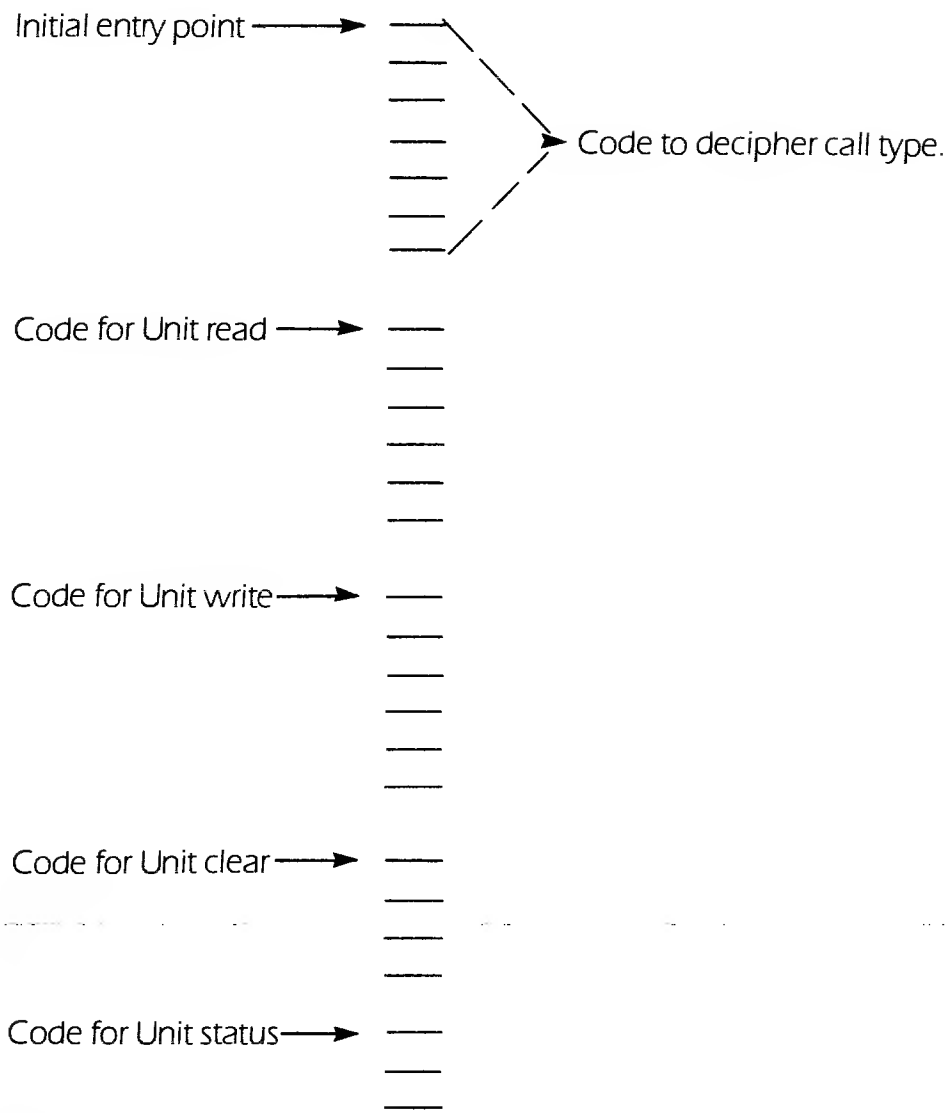 Initial entry point
Code to decipher call type.
Code for Unit read
Code for Unit write
Code for Unit clear
Code for Unit status